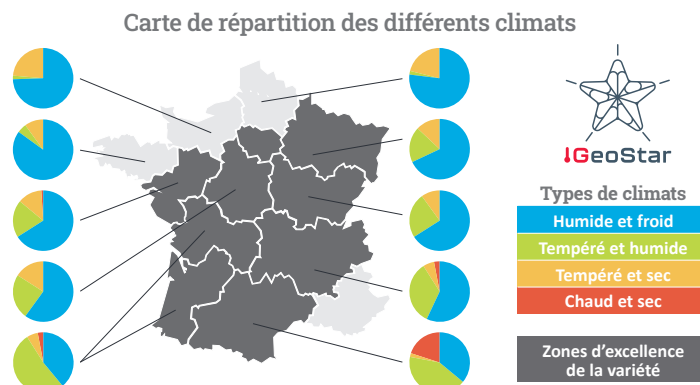 Carte de répartition des différents climats
GeoStar
Types de climats
Humide et froid
Tempéré et humide
Tempéré et sec
Chaud et sec
Zones d’excellence
de la variété